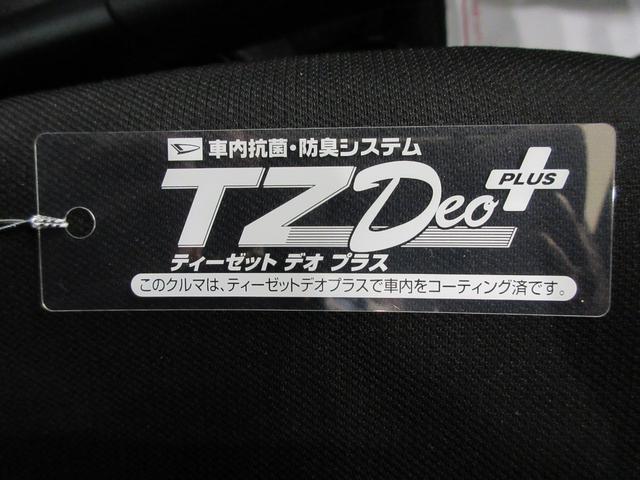 車内抗菌・防臭システム
TZDeo PLUS
ティーゼット デオ プラス
このクルマは、ティーゼットデオプラスで車内をコーティング済です。